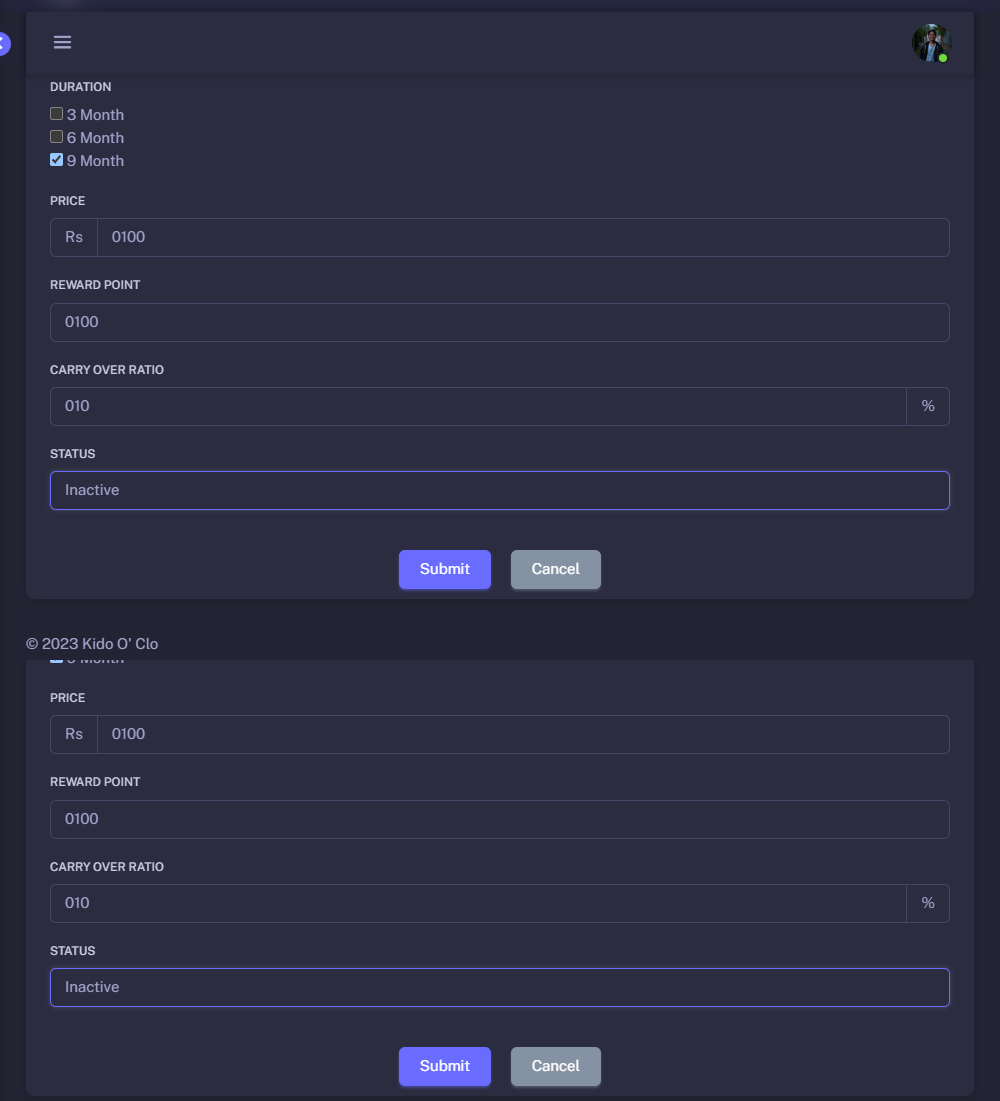 DURATION
3 Month
6 Month
9 Month
PRICE
Rs 0100
REWARD POINT
0100
CARRY OVER RATIO
010 %
STATUS
Inactive
Submit Cancel
© 2023 Kido O' Clo
Month
PRICE
Rs 0100
REWARD POINT
0100
CARRY OVER RATIO
010 %
STATUS
Inactive
Submit Cancel